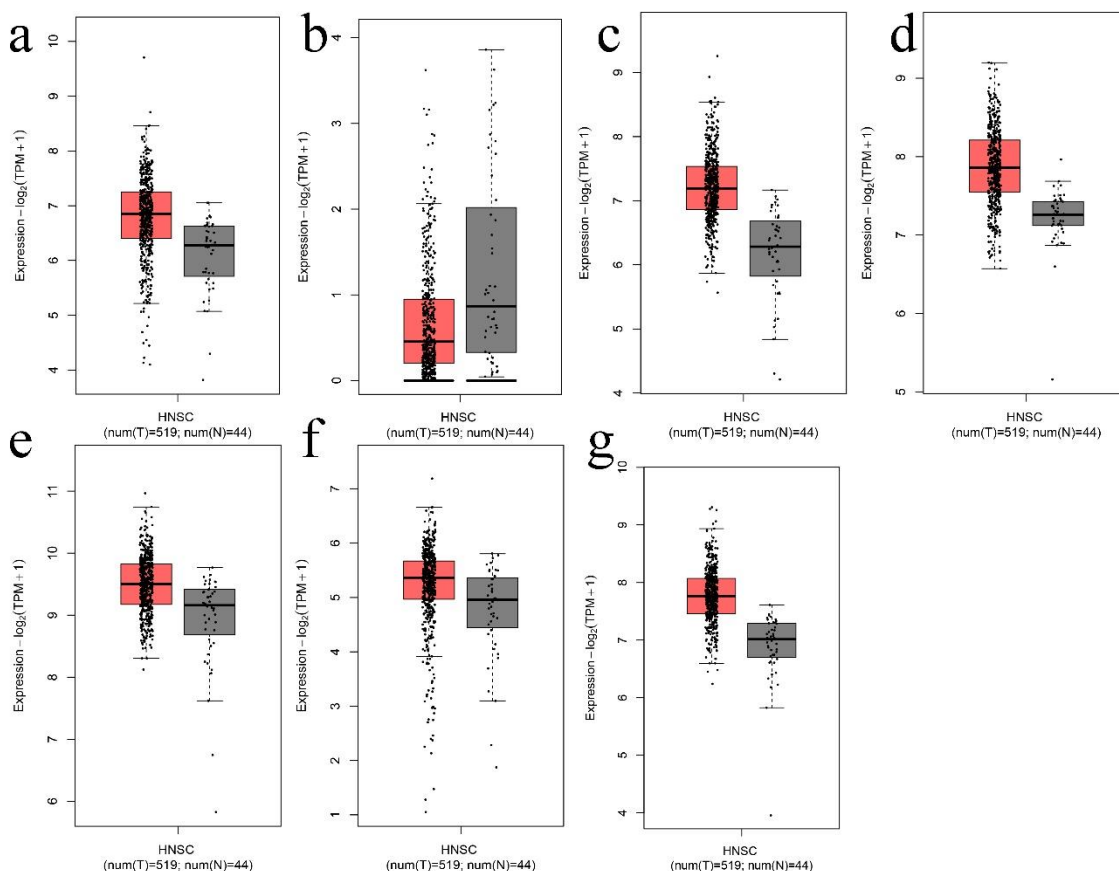 a
Expression − log2(TPM + 1)
10
9
8
7
6
5
4
HNSC
(num(T)=519; num(N)=44)
b
Expression − log2(TPM + 1)
4
3
2
1
0
HNSC
(num(T)=519; num(N)=44)
c
Expression − log2(TPM + 1)
9
8
7
6
5
4
HNSC
(num(T)=519; num(N)=44)
d
Expression − log2(TPM + 1)
9
8
7
6
5
HNSC
(num(T)=519; num(N)=44)
e
Expression − log2(TPM + 1)
11
10
9
8
7
6
HNSC
(num(T)=519; num(N)=44)
f
Expression − log2(TPM + 1)
7
6
5
4
3
2
1
HNSC
(num(T)=519; num(N)=44)
g
Expression − log2(TPM + 1)
10
9
8
7
6
5
4
HNSC
(num(T)=519; num(N)=44)